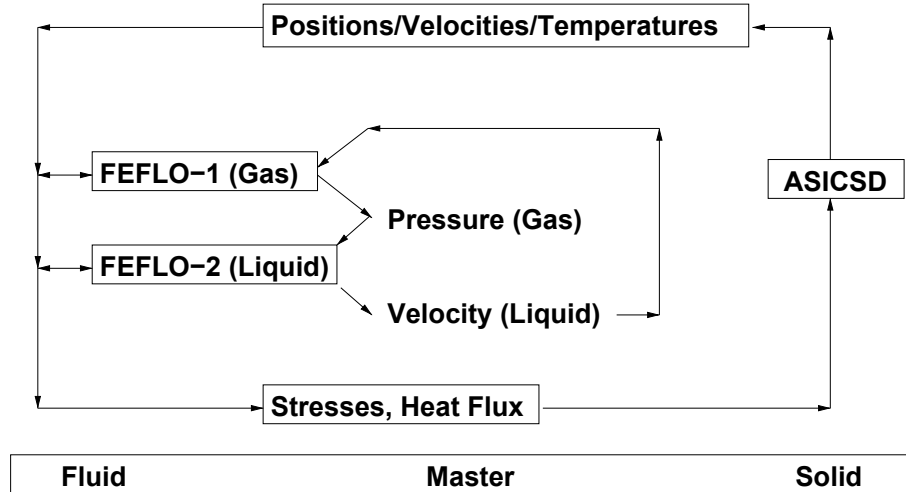 Positions/Velocities/Temperatures
FEFLO−1 (Gas)
ASICSD
Pressure (Gas)
FEFLO−2 (Liquid)
Velocity (Liquid)
Stresses, Heat Flux
Fluid Master Solid